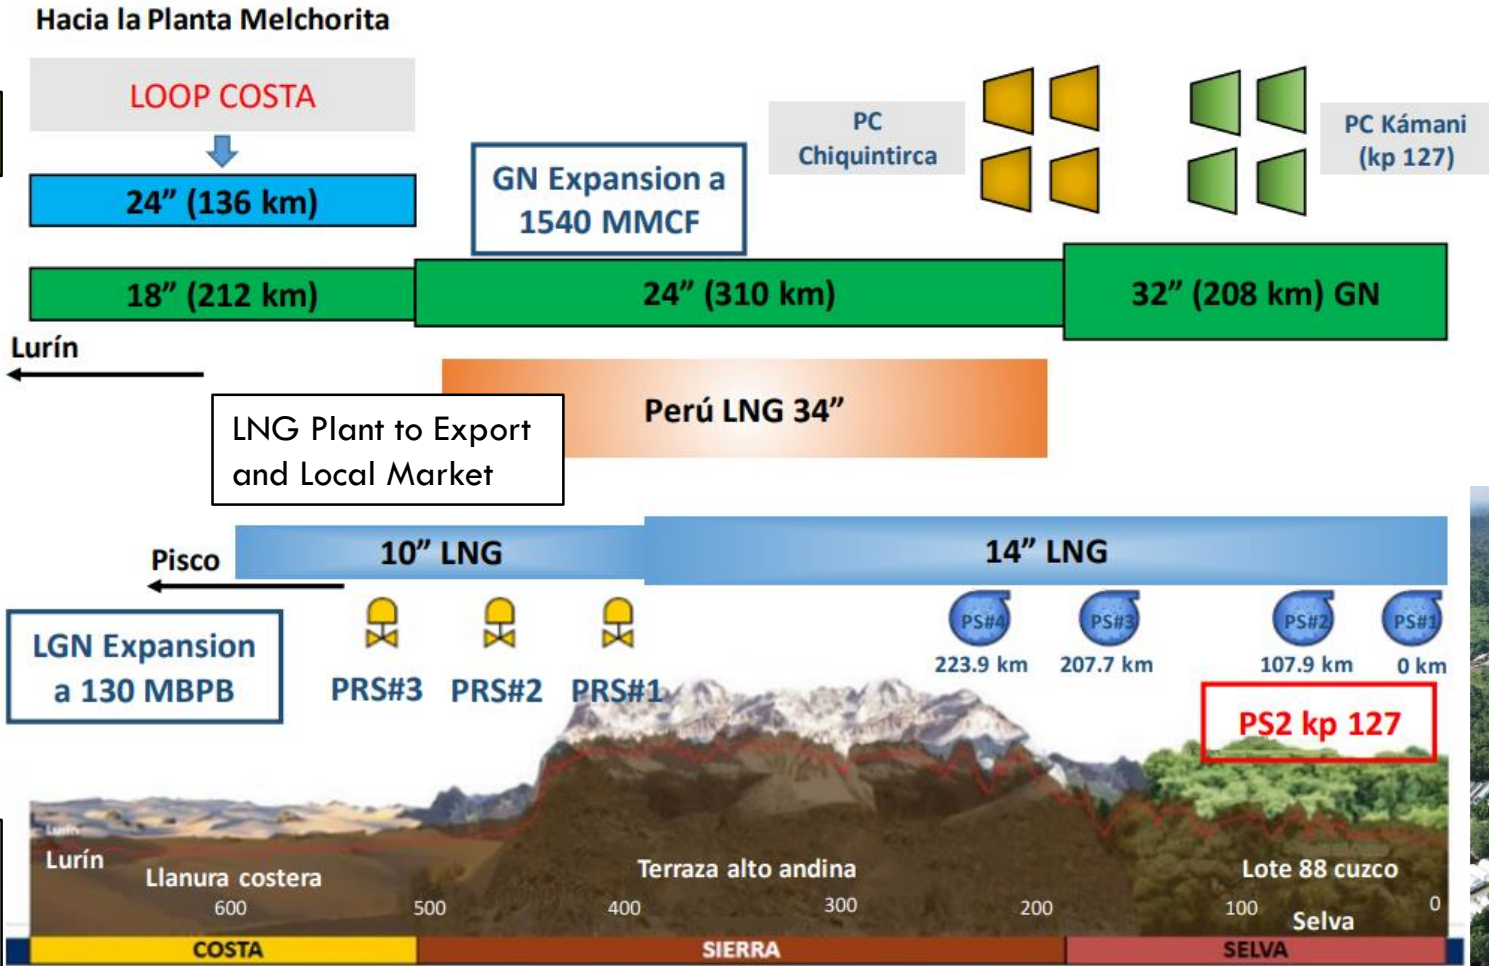 Hacia la Planta Melchorita
LOOP COSTA
24” (136 km)
GN Expansion a
1540 MMCF
PC
Chiquintirca
PC Kámani
(kp 127)
18” (212 km)
24” (310 km)
32” (208 km) GN
Lurín
Perú LNG 34”
LNG Plant to Export
and Local Market
10” LNG
14” LNG
Pisco
PS#4
PS#3
PS#2
PS#1
223.9 km
207.7 km
107.9 km
0 km
LGN Expansion
a 130 MBPB
PRS#3
PRS#2
PRS#1
PS2 kp 127
Lurín
Lurín
Llanura costera
Terraza alto andina
Lote 88 cuzco
600
500
400
300
200
100
0
Selva
COSTA
SIERRA
SELVA